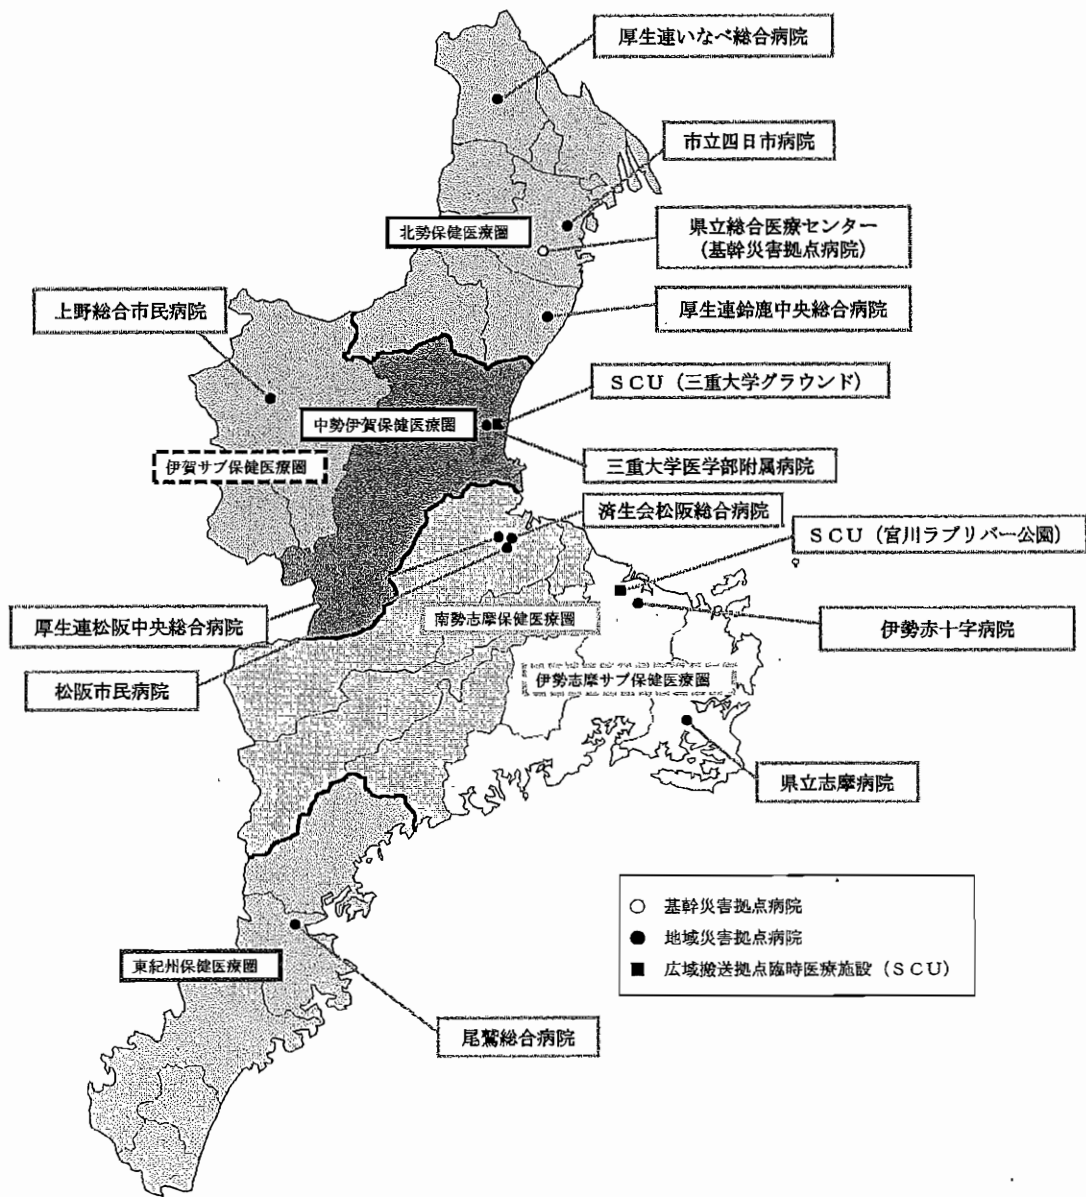 厚生連いなべ総合病院
市立四日市病院
県立総合医療センター
(基幹災害拠点病院)
北勢保健医療圏
上野総合市民病院
厚生連鈴鹿中央総合病院
SCU(三重大学グラウンド)
中勢伊賀保健医療圏
伊賀サブ保健医療圏
三重大学医学部附属病院
済生会松阪総合病院
SCU(宮川ラブリバー公園)
厚生連松阪中央総合病院
南勢志摩保健医療圏
伊勢赤十字病院
松阪市民病院
伊勢志摩サブ保健医療圏
県立志摩病院
○ 基幹災害拠点病院
● 地域災害拠点病院
■ 広域搬送拠点臨時医療施設(SCU)
東紀州保健医療圏
尾鷲総合病院